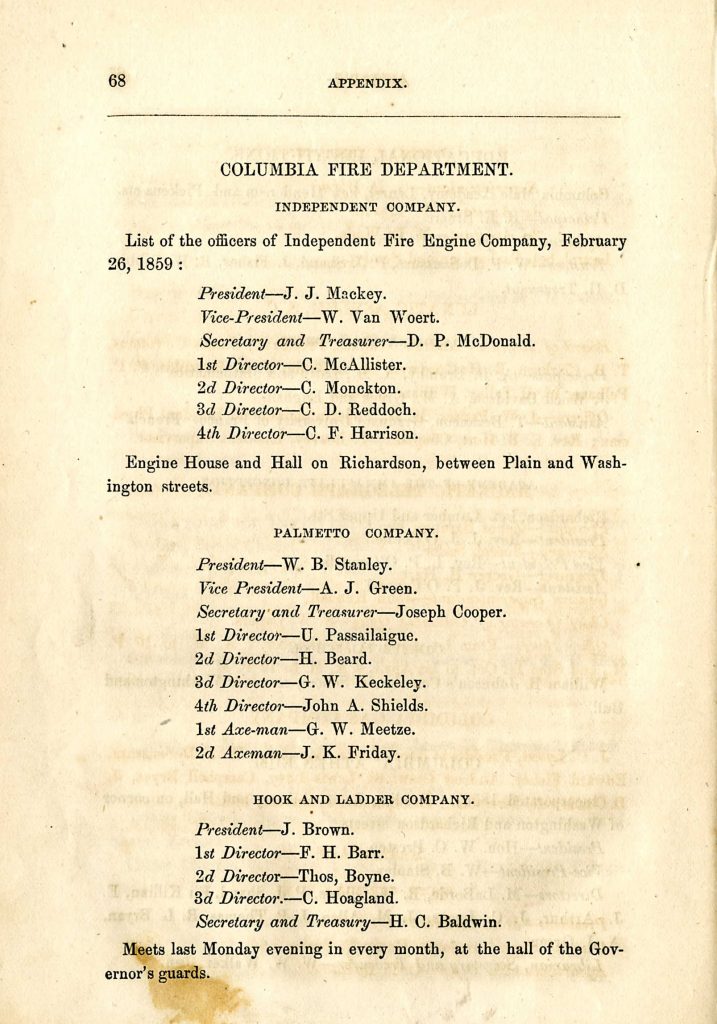 68
APPENDIX.
COLUMBIA FIRE DEPARTMENT.
INDEPENDENT COMPANY.
List of the officers of Independent Fire Engine Company, February
26, 1859 :
President—J. J. Mackey.
Vice-President—W. Van Woert.
Secretary and Treasurer—D. P. McDonald.
1st Director—C. McAllister.
2d Director—C. Monckton.
3d Director—C. D. Reddoch.
4th Director—C. F. Harrison.
Engine House and Hall on Richardson, between Plain and Wash-
ington streets.
PALMETTO COMPANY.
President—W. B. Stanley.
Vice President—A. J. Green.
Secretary and Treasurer—Joseph Cooper.
1st Director—U. Passailaigue.
2d Director—H. Beard.
3d Director—G. W. Keckeley.
4th Director—John A. Shields.
1st Axe-man—G. W. Meetze.
2d Axeman—J. K. Friday.
HOOK AND LADDER COMPANY.
President—J. Brown.
1st Director—F. H. Barr.
2d Director—Thos, Boyne.
3d Director.—C. Hoagland.
Secretary and Treasury—H. C. Baldwin.
Meets last Monday evening in every month, at the hall of the Gov-
ernor's guards.